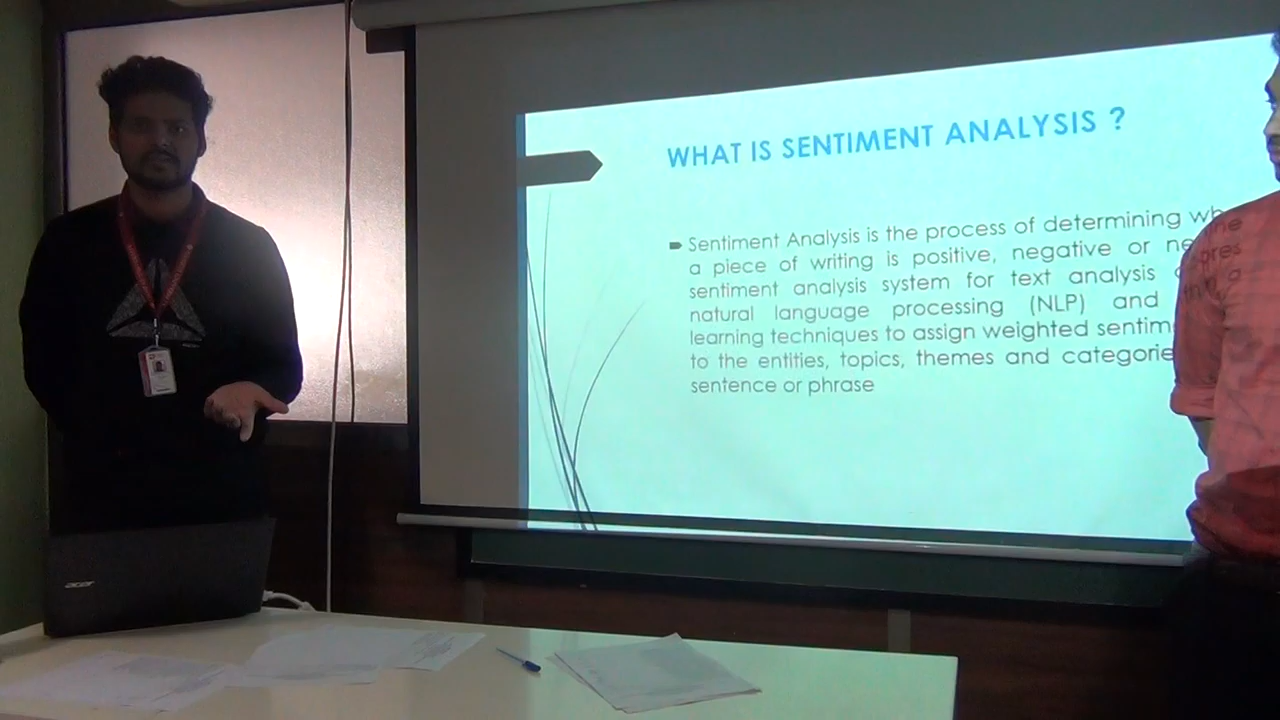 WHAT IS SENTIMENT ANALYSIS ?
Sentiment Analysis is the process of determining
a piece of writing is positive, negative or
sentiment analysis system for text analysis
natural language processing (NLP) and
learning techniques to assign weighted
to the entities, topics, themes and
sentence or phrase
acer